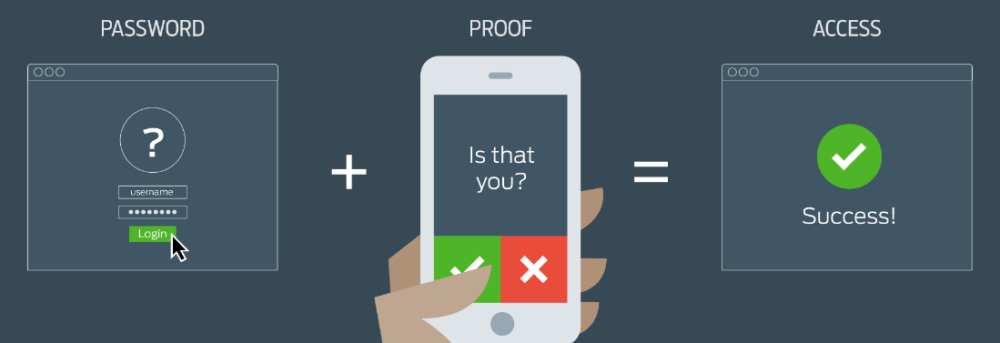 PASSWORD
PROOF
ACCESS
?
username
••••••••
Login
+
Is that
you?
=
Success!